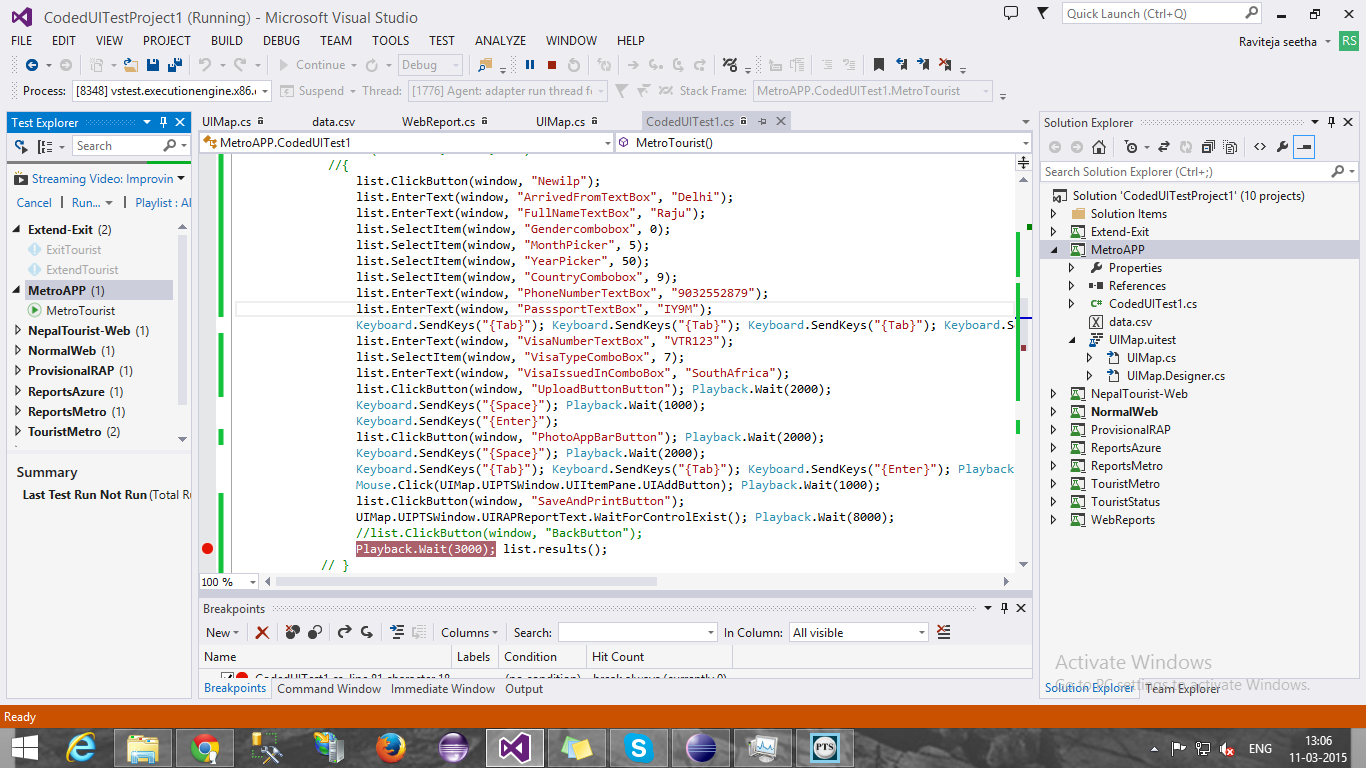 CodedUITestProject1 (Running) - Microsoft Visual Studio
Quick Launch (Ctrl+Q)
FILE EDIT VIEW PROJECT BUILD DEBUG TEAM TOOLS TEST ANALYZE WINDOW HELP
Raviteja seetha RS
Continue Debug
Process: [8348] vstest.executionengine.x86. Suspend Thread: [1776] Agent: adapter run thread f Stack Frame: MetroAPP.CodedUITest1.MetroTourist
Test Explorer
Search
Streaming Video: Improvin
Cancel Run... Playlist : Al
Extend-Exit (2)
ExitTourist
ExtendTourist
MetroAPP (1)
MetroTourist
NepalTourist-Web (1)
NormalWeb (1)
ProvisionalRAP (1)
ReportsAzure (1)
ReportsMetro (1)
TouristMetro (2)
Summary
Last Test Run Not Run (Total Ru
UIMap.cs data.csv WebReport.cs UIMap.cs CodedUITest1.cs
MetroAPP.CodedUITest1 MetroTourist()
//{
list.ClickButton(window, "Newilp");
list.EnterText(window, "ArrivedFromTextBox", "Delhi");
list.EnterText(window, "FullNameTextBox", "Raju");
list.SelectItem(window, "Gendercombobox", 0);
list.SelectItem(window, "MonthPicker", 5);
list.SelectItem(window, "YearPicker", 50);
list.SelectItem(window, "CountryCombobox", 9);
list.EnterText(window, "PhoneNumberTextBox", "9032552879");
list.EnterText(window, "PasssportTextBox", "IY9M");
Keyboard.SendKeys("{Tab}"); Keyboard.SendKeys("{Tab}"); Keyboard.SendKeys("{Tab}"); Keyboard.S
list.EnterText(window, "VisaNumberTextBox", "VTR123");
list.SelectItem(window, "VisaTypeComboBox", 7);
list.EnterText(window, "VisaIssuedInComboBox", "SouthAfrica");
list.ClickButton(window, "UploadButtonButton"); Playback.Wait(2000);
Keyboard.SendKeys("{Space}"); Playback.Wait(1000);
Keyboard.SendKeys("{Enter}");
list.ClickButton(window, "PhotoAppBarButton"); Playback.Wait(2000);
Keyboard.SendKeys("{Space}"); Playback.Wait(2000);
Keyboard.SendKeys("{Tab}"); Keyboard.SendKeys("{Tab}"); Keyboard.SendKeys("{Enter}"); Playback
Mouse.Click(UIMap.UIPTSWindow.UIItemPane.UIAddButton); Playback.Wait(1000);
list.ClickButton(window, "SaveAndPrintButton");
UIMap.UIPTSWindow.UIRAPReportText.WaitForControlExist(); Playback.Wait(8000);
//list.ClickButton(window, "BackButton");
Playback.Wait(3000); list.results();
// }
100 %
Breakpoints
New Columns Search: In Column: All visible
Name Labels Condition Hit Count
CodedUITest1.cs, line 81 character 18 (no condition) break always (currently 0)
Breakpoints Command Window Immediate Window Output
Solution Explorer
Search Solution Explorer (Ctrl+;)
Solution 'CodedUITestProject1' (10 projects)
Solution Items
Extend-Exit
MetroAPP
Properties
References
C# CodedUITest1.cs
data.csv
UIMap.uitest
UIMap.cs
UIMap.Designer.cs
NepalTourist-Web
NormalWeb
ProvisionalRAP
ReportsAzure
ReportsMetro
TouristMetro
TouristStatus
WebReports
Activate Windows
Go to PC settings to activate Windows.
Solution Explorer Team Explorer
Ready
PTS
ENG
13:06
11-03-2015